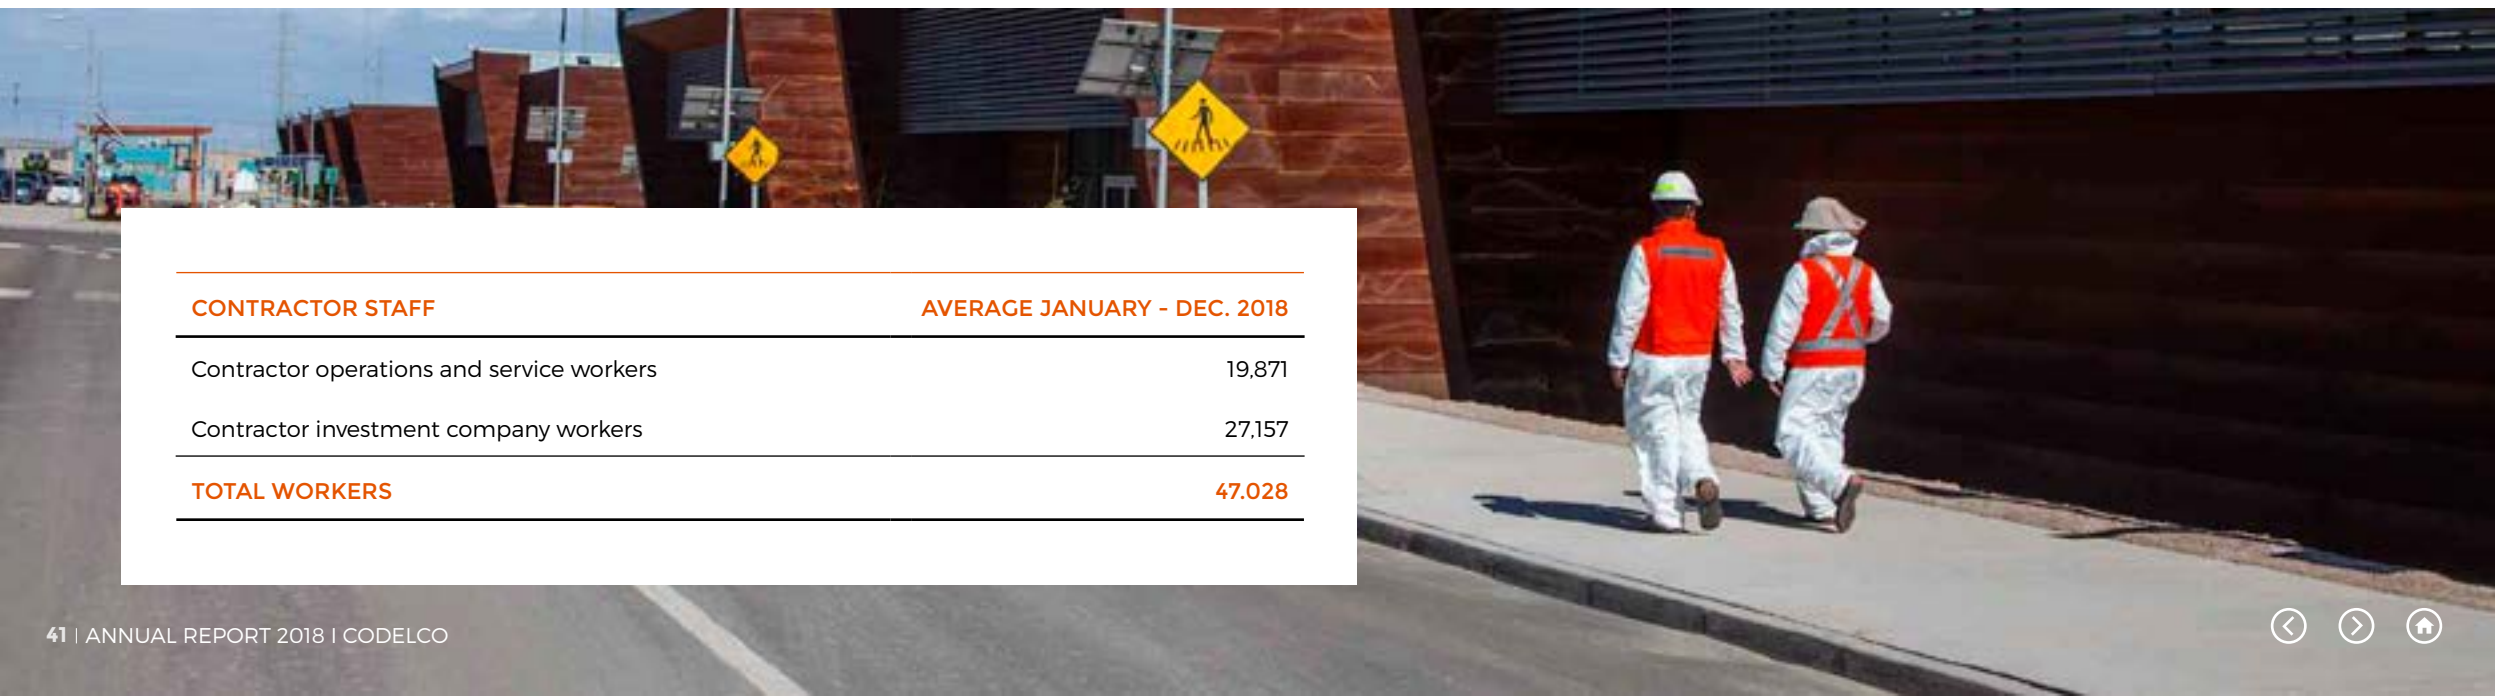 CONTRACTOR STAFF AVERAGE JANUARY - DEC. 2018
Contractor operations and service workers 19,871
Contractor investment company workers 27,157
TOTAL WORKERS 47.028
41 | ANNUAL REPORT 2018 I CODELCO